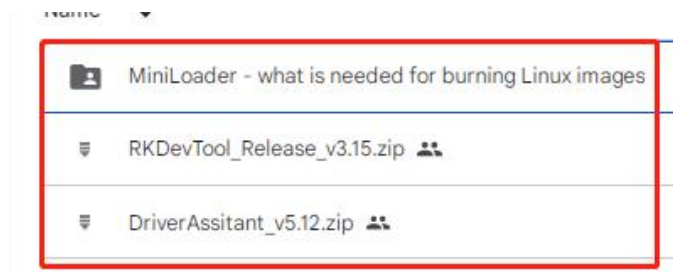 Name
MiniLoader - what is needed for burning Linux images
RKDevTool_Release_v3.15.zip
DriverAssitant_v5.12.zip